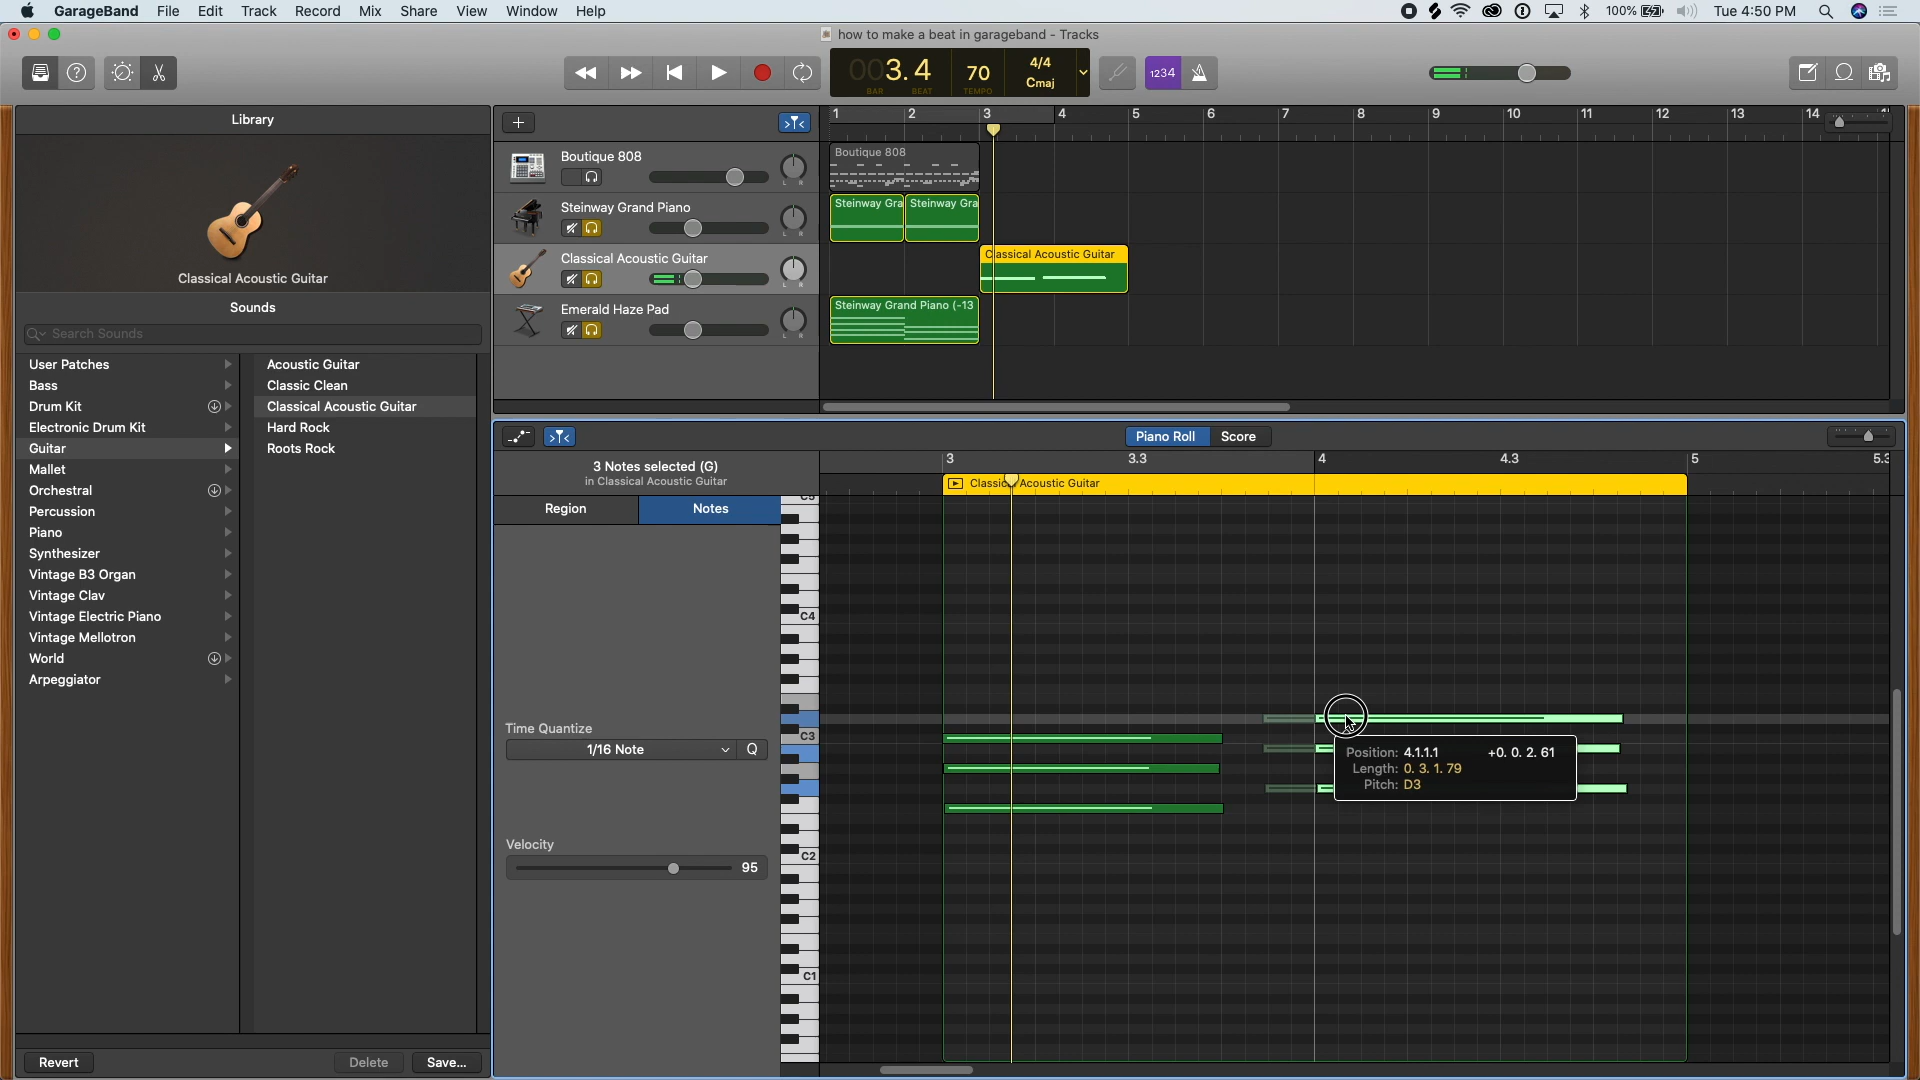 GarageBand File Edit Track Record Mix Share View Window Help
100% Tue 4:50 PM
how to make a beat in garageband - Tracks
003.4 70 4/4
Cmaj
BAR BEAT TEMPO
1234
Library
Classical Acoustic Guitar
Sounds
Search Sounds
User Patches
Bass
Drum Kit
Electronic Drum Kit
Guitar
Mallet
Orchestral
Percussion
Piano
Synthesizer
Vintage B3 Organ
Vintage Clav
Vintage Electric Piano
Vintage Mellotron
World
Arpeggiator
Acoustic Guitar
Classic Clean
Classical Acoustic Guitar
Hard Rock
Roots Rock
Revert Delete Save...
1 2 3 4 5 6 7 8 9 10 11 12 13 14
Boutique 808
L R
Steinway Grand Piano
L R
Classical Acoustic Guitar
L R
Emerald Haze Pad
L R
Boutique 808
Steinway Gra Steinway Gra
Classical Acoustic Guitar
Steinway Grand Piano (-13
Piano Roll Score
3 Notes selected (G)
in Classical Acoustic Guitar
Region Notes
Time Quantize
1/16 Note Q
Velocity
95
3 3.3 4 4.3 5 5.3
Classic Acoustic Guitar
C5
C4
C3
C2
C1
Position: 4.1.1.1 +0. 0. 2. 61
Length: 0. 3. 1. 79
Pitch: D3